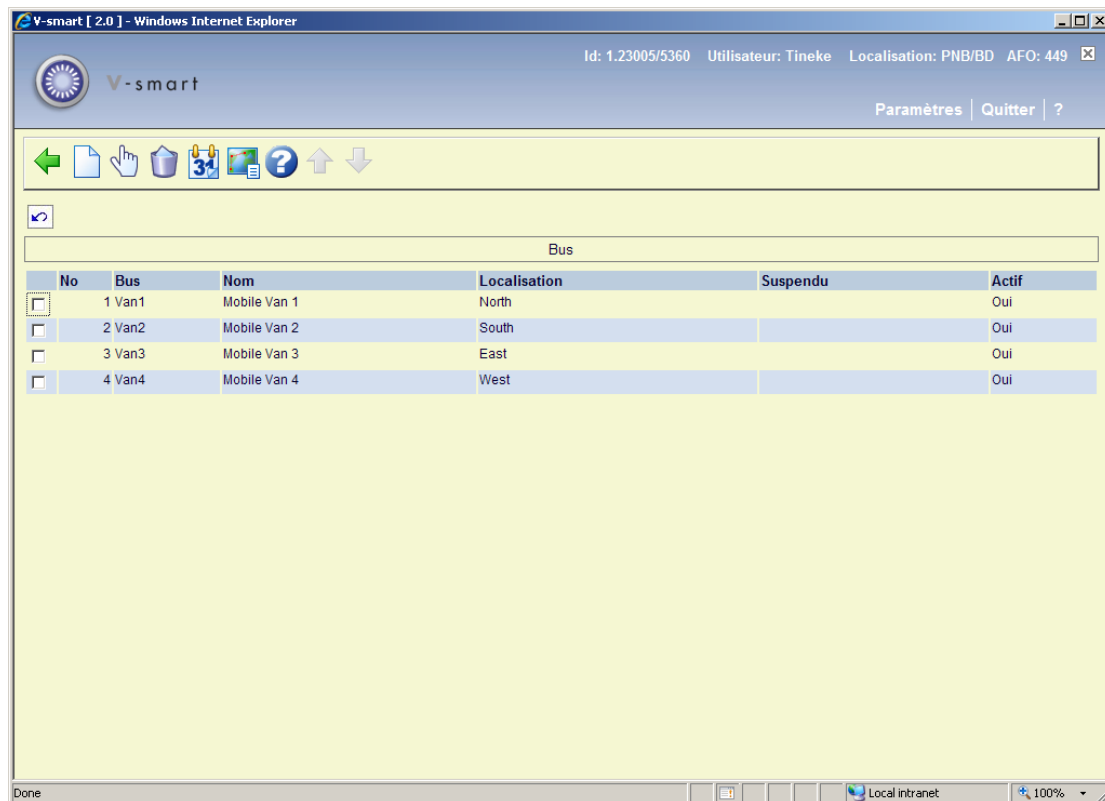 V-smart [ 2.0 ] - Windows Internet Explorer
Id: 1.23005/5360 Utilisateur: Tineke Localisation: PNB/BD AFO: 449
V-smart
Paramètres Quitter ?
31
Bus
No Bus Nom Localisation Suspendu Actif
1 Van1 Mobile Van 1 North Oui
2 Van2 Mobile Van 2 South Oui
3 Van3 Mobile Van 3 East Oui
4 Van4 Mobile Van 4 West Oui
Done Local intranet 100%